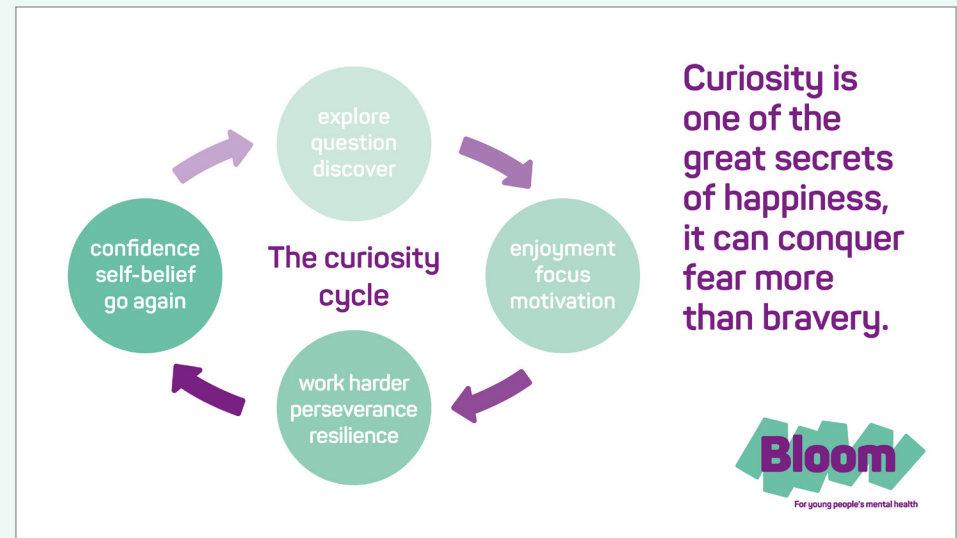 explore
question
discover
enjoyment
focus
motivation
work harder
perseverance
resilience
confidence
self-belief
go again
The curiosity
cycle
Curiosity is
one of the
great secrets
of happiness,
it can conquer
fear more
than bravery.
Bloom
For young people's mental health